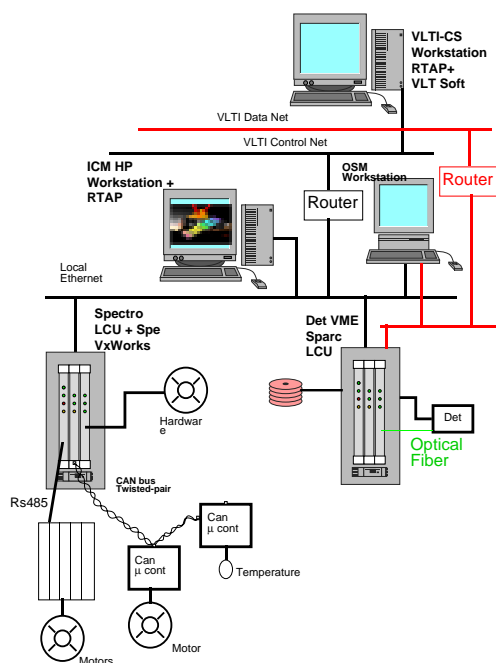 VLTI-CS
Workstation
RTAP+
VLT Soft
VLTI Data Net
VLTI Control Net
ICM HP
Workstation +
RTAP
OSM
Workstation
Router
Router
Local
Ethernet
Spectro
LCU + Spe
VxWorks
Det VME
Sparc
LCU
Hardwar
e
Det
Optical
Fiber
CAN bus
Twisted-pair
Rs485
Can
μ cont
Can
μ cont
Temperature
Motor
Motors